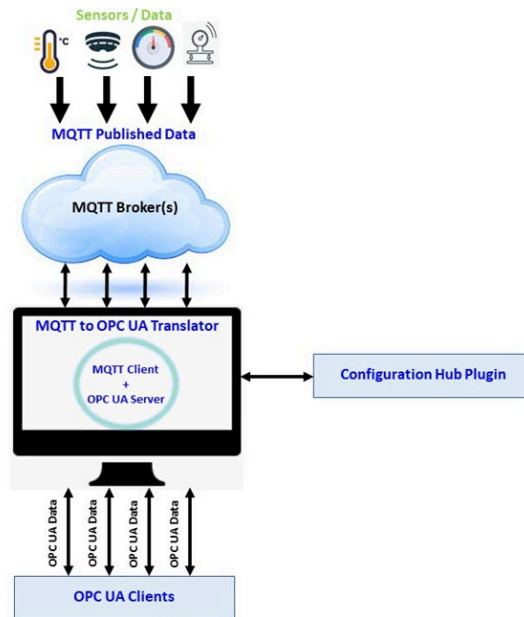 Sensors / Data
°C
MQTT Published Data
MQTT Broker(s)
MQTT to OPC UA Translator
MQTT Client
+
OPC UA Server
Configuration Hub Plugin
OPC UA Data
OPC UA Data
OPC UA Data
OPC UA Data
OPC UA Clients